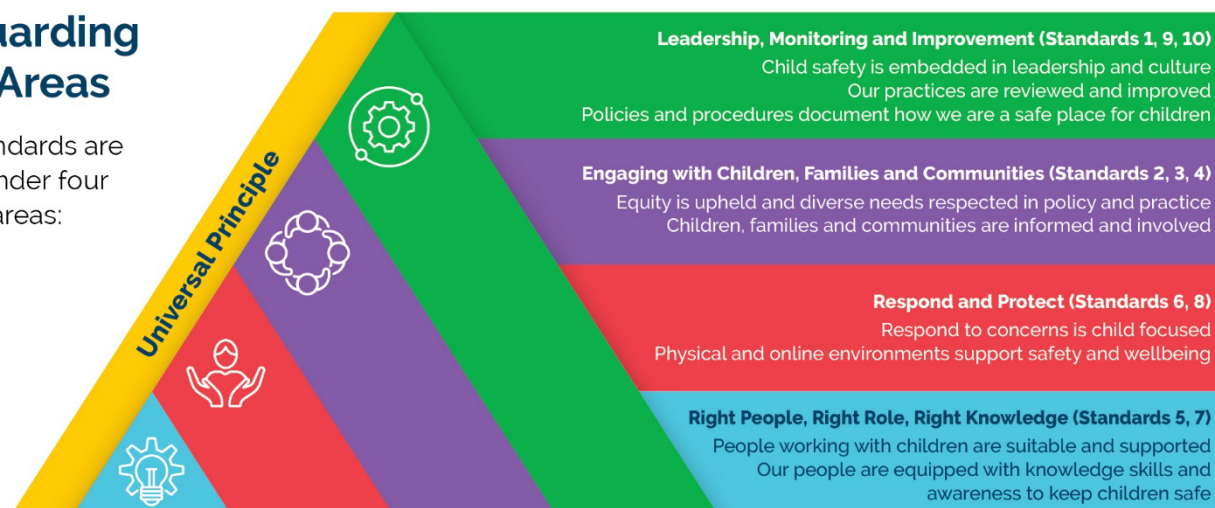 uarding
Areas
ndards are
nder four
areas:
Universal Principle
Leadership, Monitoring and Improvement (Standards 1, 9, 10)
Child safety is embedded in leadership and culture
Our practices are reviewed and improved
Policies and procedures document how we are a safe place for children
Engaging with Children, Families and Communities (Standards 2, 3, 4)
Equity is upheld and diverse needs respected in policy and practice
Children, families and communities are informed and involved
Respond and Protect (Standards 6, 8)
Respond to concerns is child focused
Physical and online environments support safety and wellbeing
Right People, Right Role, Right Knowledge (Standards 5, 7)
People working with children are suitable and supported
Our people are equipped with knowledge skills and
awareness to keep children safe